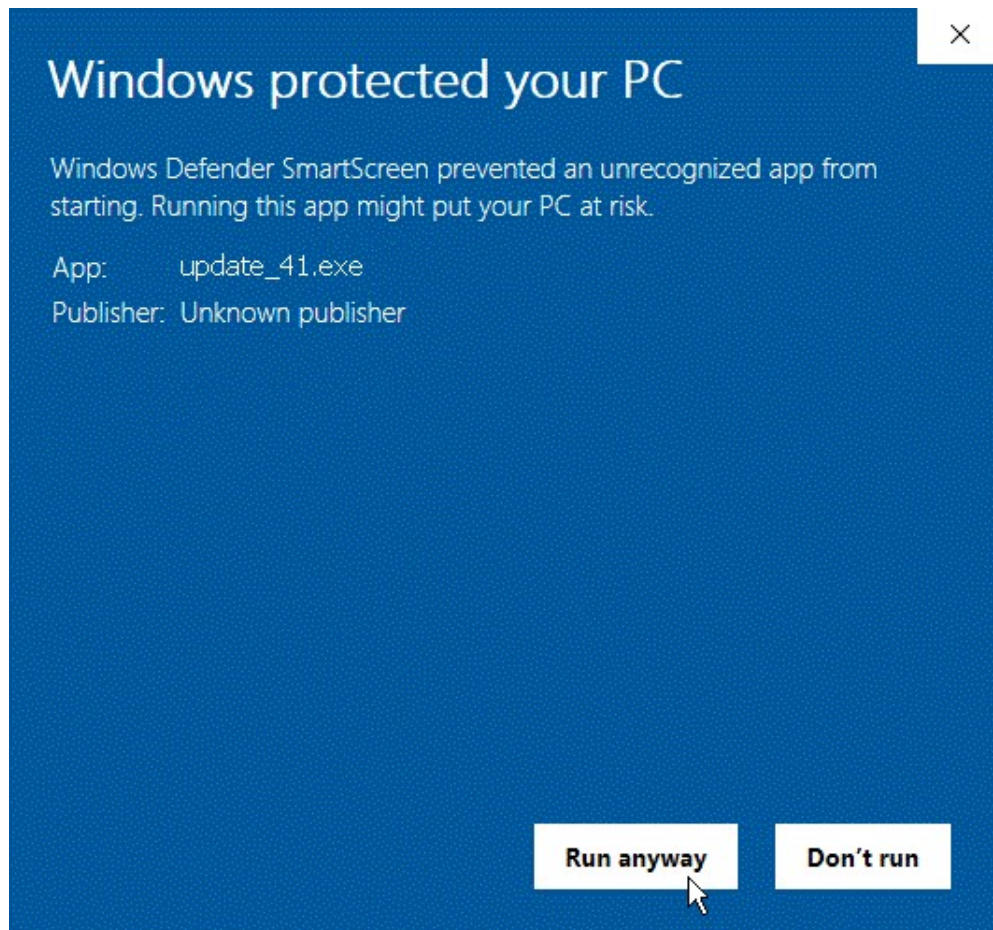 Windows protected your PC
Windows Defender SmartScreen prevented an unrecognized app from
starting. Running this app might put your PC at risk.
App: update_41.exe
Publisher: Unknown publisher
Run anyway Don’t run